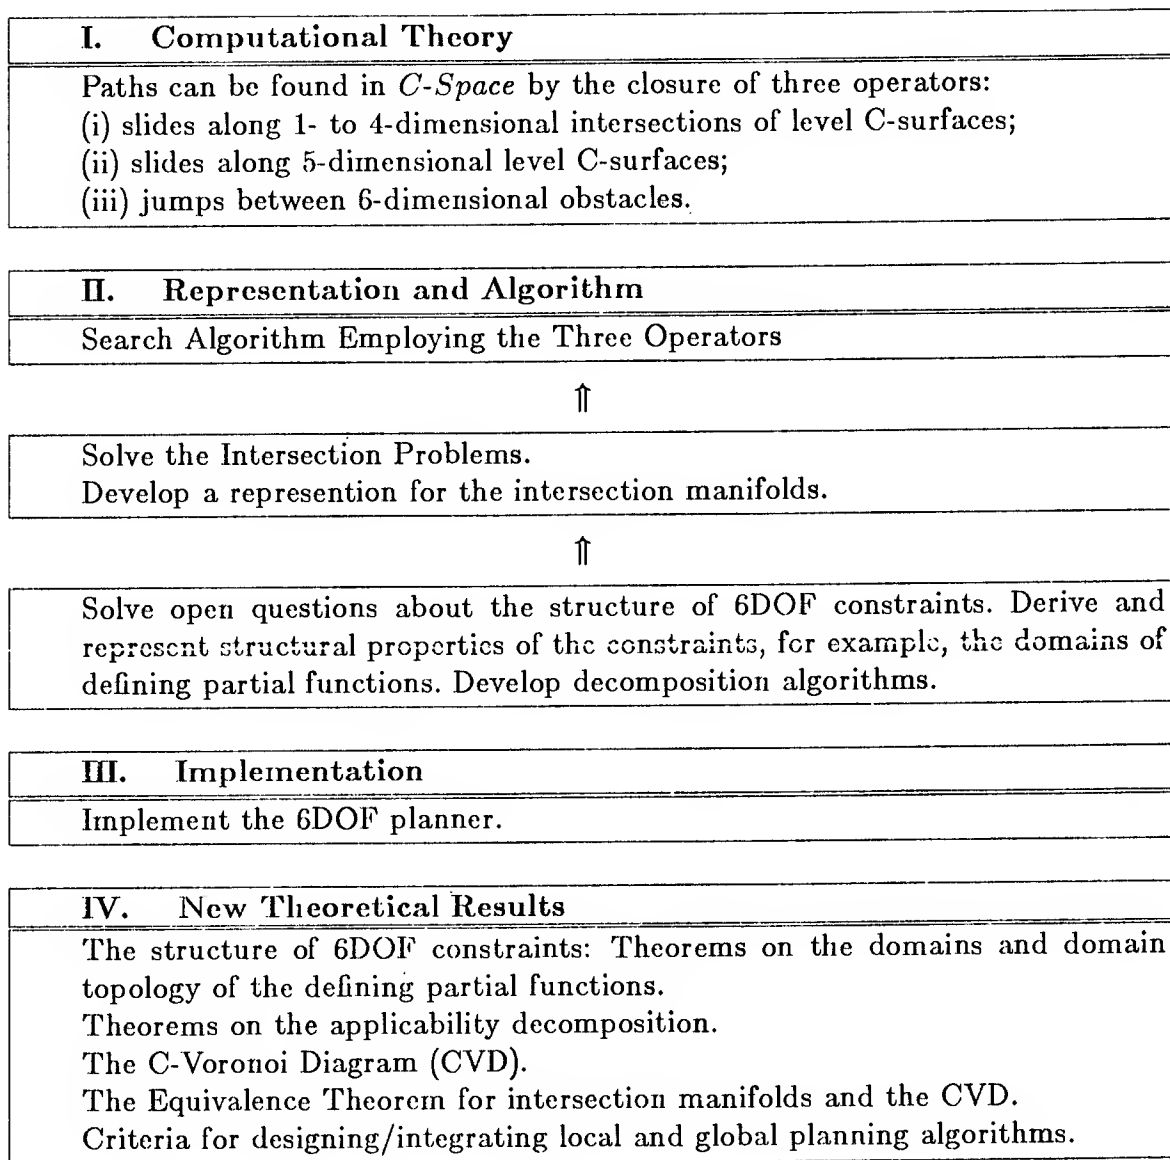 I. Computational Theory
Paths can be found in C-Space by the closure of three operators:
(i) slides along 1- to 4-dimensional intersections of level C-surfaces;
(ii) slides along 5-dimensional level C-surfaces;
(iii) jumps between 6-dimensional obstacles.
II. Representation and Algorithm
Search Algorithm Employing the Three Operators
⇑
Solve the Intersection Problems.
Develop a represention for the intersection manifolds.
⇑
Solve open questions about the structure of 6DOF constraints. Derive and
represent structural properties of the constraints, for example, the domains of
defining partial functions. Develop decomposition algorithms.
III. Implementation
Implement the 6DOF planner.
IV. New Theoretical Results
The structure of 6DOF constraints: Theorems on the domains and domain
topology of the defining partial functions.
Theorems on the applicability decomposition.
The C-Voronoi Diagram (CVD).
The Equivalence Theorem for intersection manifolds and the CVD.
Criteria for designing/integrating local and global planning algorithms.